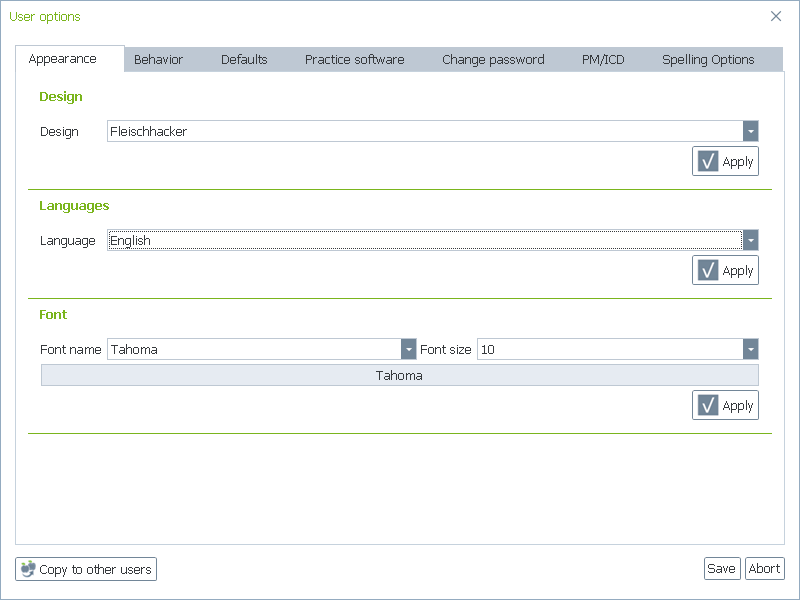 User options
Appearance Behavior Defaults Practice software Change password PM/ICD Spelling Options
Design
Design Fleischhacker
Apply
Languages
Language English
Apply
Font
Font name Tahoma Font size 10
Tahoma
Apply
Copy to other users Save Abort